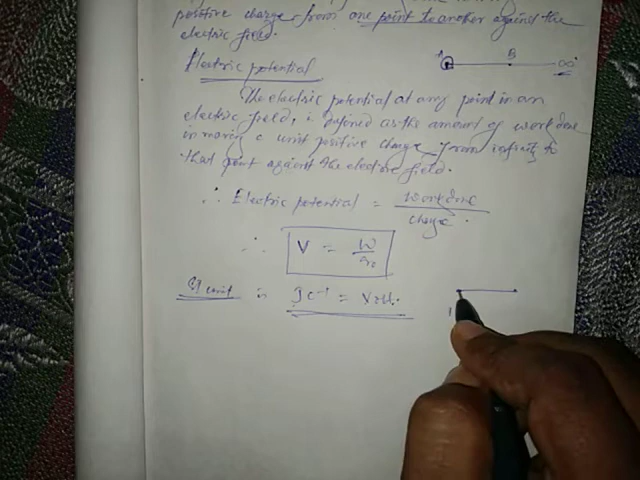 positive charge from one point to another against the
electric field.
A B ∞
Electric potential
The electric potential at any point in an
electric field, is defined as the amount of work done
in moving a unit positive charge from infinity to
that point against the electric field.
∴ Electric potential = Workdone / charge.
∴ V = W / q₀
SI unit is JC⁻¹ = Volt.